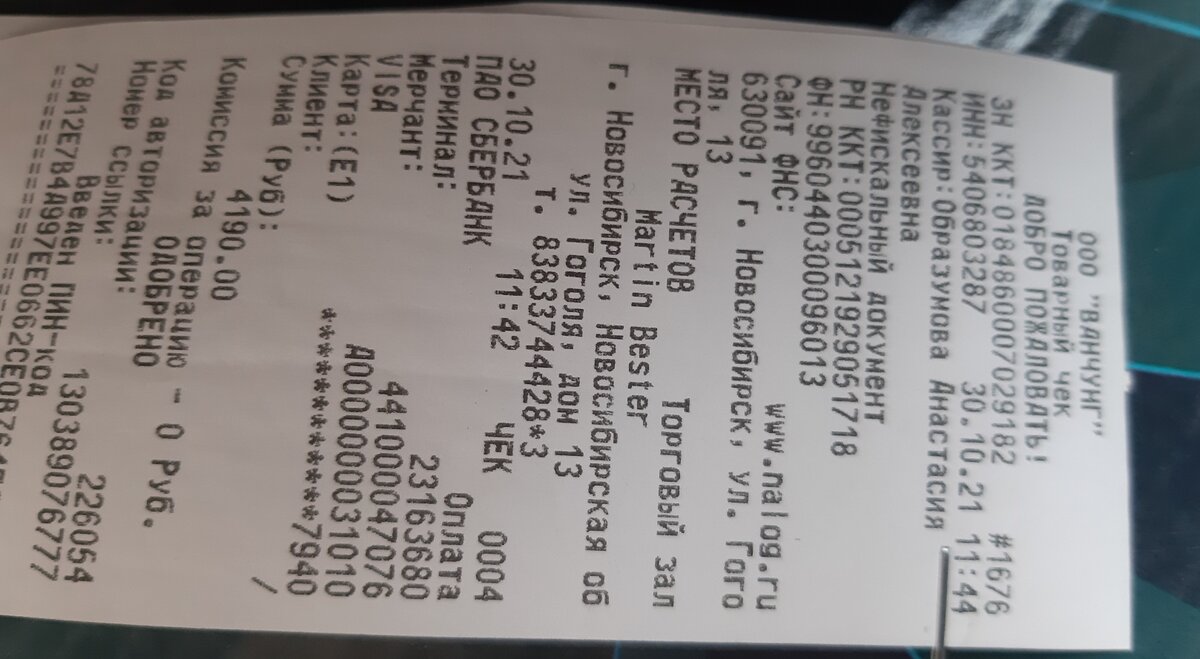 ООО "ВАНЧУНГ"
Товарный чек
ДОБРО ПОЖАЛОВАТЬ!
ЗН ККТ:01848600070291​82 #1676
ИНН:5406803287 30.10.21 11:44
Кассир:Образумова Анастасия
Алексеевна
Нефискальный документ
РН ККТ:0005121929051718
ФН:9960440300096013
Сайт ФНС: www.nalog.ru
630091, г. Новосибирск, ул. Гого
ля, 13
МЕСТО РАСЧЕТОВ Торговый зал
Martin Bester
г. Новосибирск, Новосибирская об
ул. Гоголя, дом 13
т. 83833744428*3
30.10.21 11:42 ЧЕК 0004
ПАО СБЕРБАНК Оплата
Терминал: 23163680
Мерчант: 441000047076
VISA A0000000031010
Карта:(E1) ************7940
Клиент: /
Сумма (Руб):
4190.00
Комиссия за операцию - 0 Руб.
ОДОБРЕНО
Код авторизации: 226054
Номер ссылки: 130389076777
Введен ПИН-код